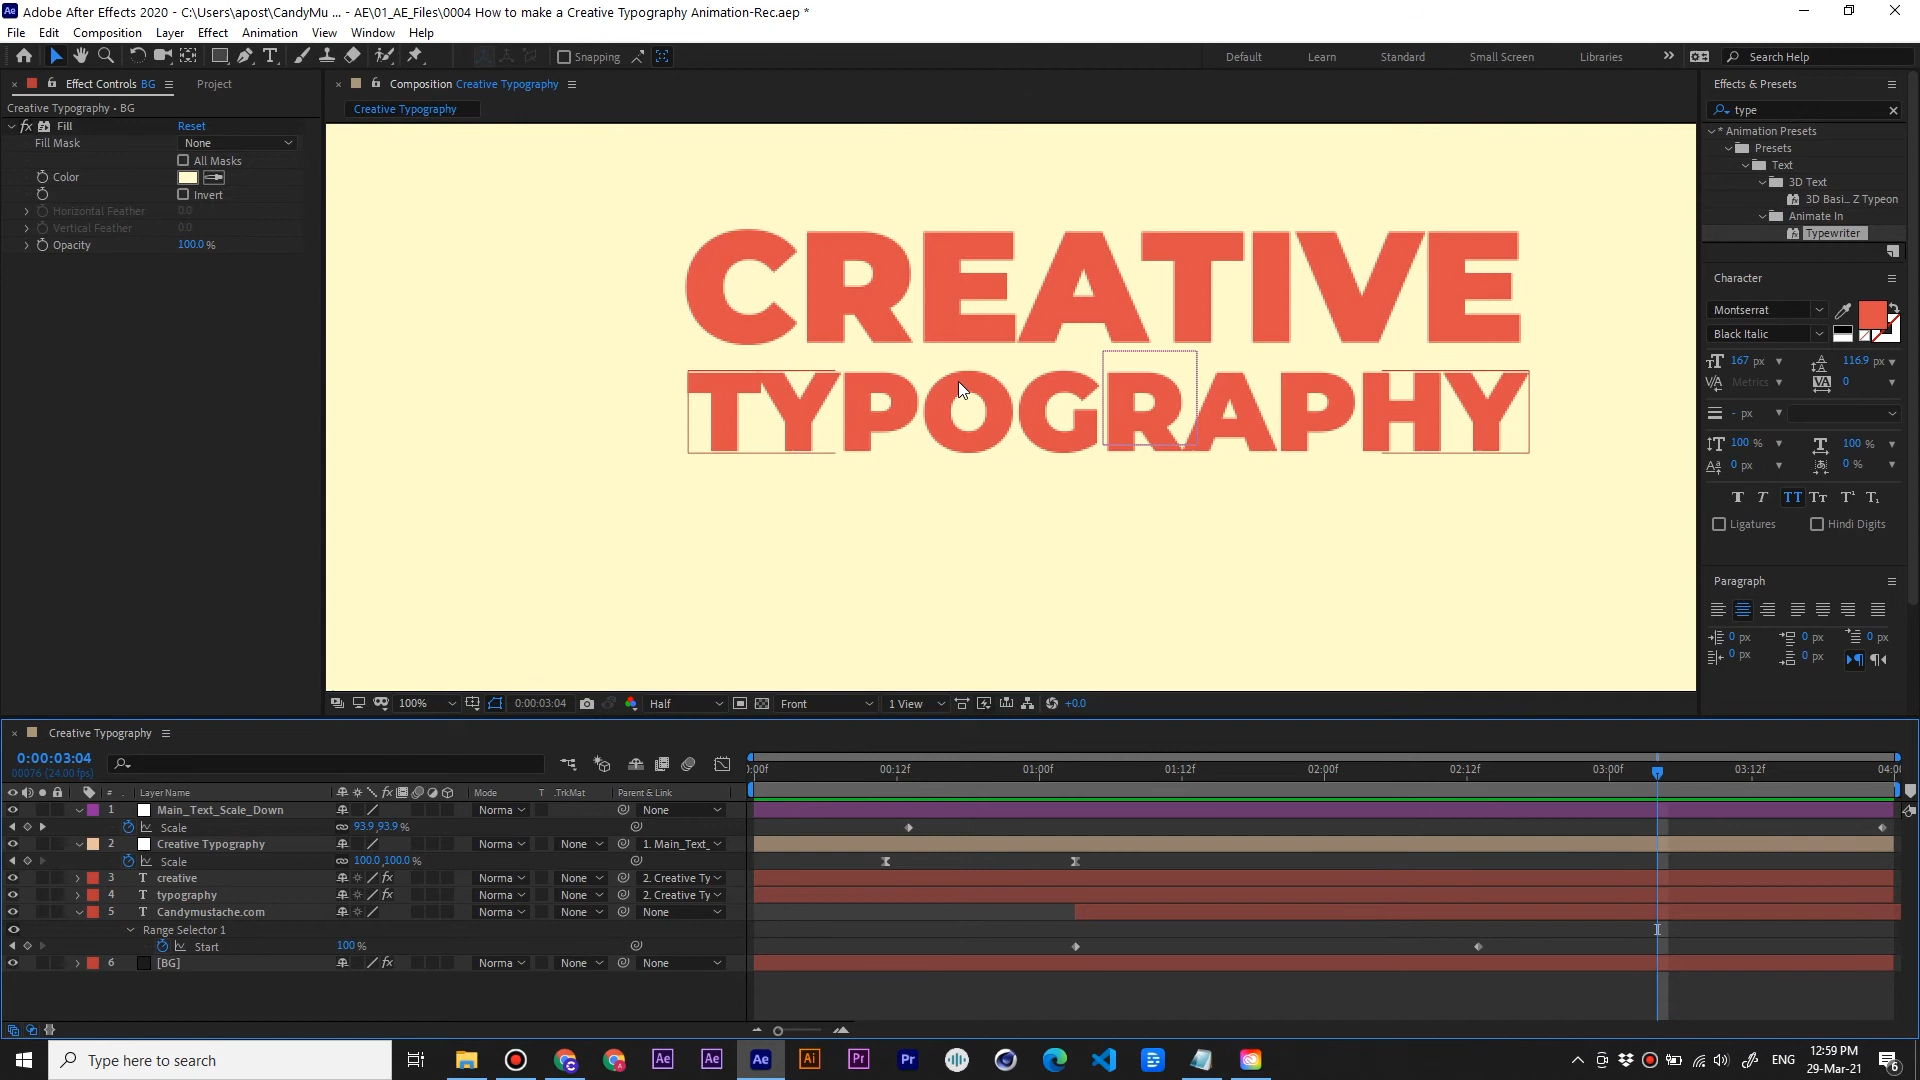 Adobe After Effects 2020 - C:\Users\apost\CandyMu ... - AE\01_AE_Files\0004 How to make a Creative Typography Animation-Rec.aep *
File Edit Composition Layer Effect Animation View Window Help
Snapping
Default Learn Standard Small Screen Libraries
Search Help
Effect Controls BG
Project
Creative Typography • BG
fx Fill Reset
Fill Mask None
All Masks
Color
Invert
Horizontal Feather 0.0
Vertical Feather 0.0
Opacity 100.0 %
Composition Creative Typography
Creative Typography
CREATIVE
TYPOGRAPHY
100% 0:00:03:04 Half Front 1 View +0.0
Effects & Presets
type
* Animation Presets
Presets
Text
3D Text
3D Basi... Z Typeon
Animate In
Typewriter
Character
Montserrat
Black Italic
167 px 116.9 px
Metrics 0
- px
100 % 100 %
0 px 0 %
Ligatures Hindi Digits
Paragraph
0 px 0 px 0 px
0 px 0 px
Creative Typography
0:00:03:04
00076 (24.00 fps)
:00f 00:12f 01:00f 01:12f 02:00f 02:12f 03:00f 03:12f 04:00
# Layer Name Mode T .TrkMat Parent & Link
1 Main_Text_Scale_Down Norma None
Scale 93.9,93.9 %
2 Creative Typography Norma None 1. Main_Text_
Scale 100.0,100.0 %
3 T creative fx Norma None 2. Creative Ty
4 T typography fx Norma None 2. Creative Ty
5 T Candymustache.com Norma None None
Range Selector 1
Start 100 %
6 [BG] fx Norma None None
Type here to search
ENG
12:59 PM
29-Mar-21
6